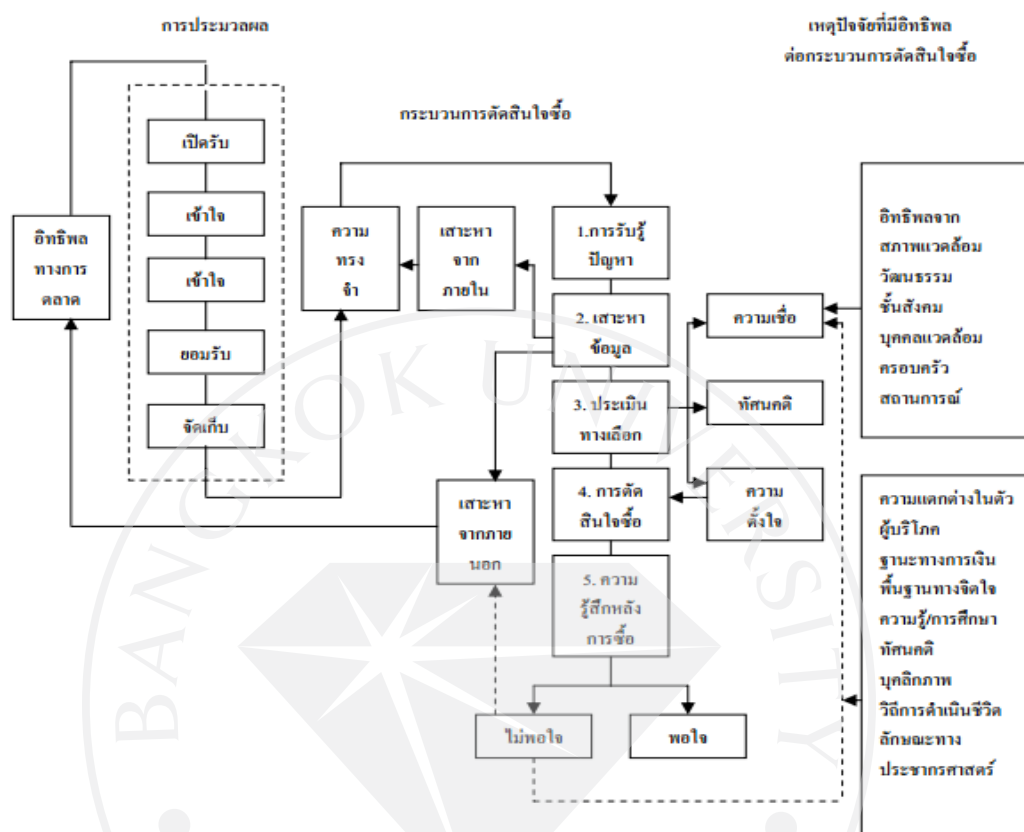 การประมวลผล
เหตุปัจจัยที่มีอิทธิพล
ต่อกระบวนการตัดสินใจซื้อ
กระบวนการตัดสินใจซื้อ
อิทธิพล
ทางการ
ตลาด
เปิดรับ
เข้าใจ
เข้าใจ
ยอมรับ
จัดเก็บ
ความ
ทรง
จำ
เสาะหา
จาก
ภายใน
1.การรับรู้
ปัญหา
2. เสาะหา
ข้อมูล
3. ประเมิน
ทางเลือก
4. การตัด
สินใจซื้อ
5. ความ
รู้สึกหลัง
การซื้อ
เสาะหา
จากภาย
นอก
ไม่พอใจ
พอใจ
ความเชื่อ
ทัศนคติ
ความ
ตั้งใจ
อิทธิพลจาก
สภาพแวดล้อม
วัฒนธรรม
ชั้นสังคม
บุคคลแวดล้อม
ครอบครัว
สถานการณ์
ความแตกต่างในตัว
ผู้บริโภค
ฐานะทางการเงิน
พื้นฐานทางจิตใจ
ความรู้/การศึกษา
ทัศนคติ
บุคลิกภาพ
วิถีการดำเนินชีวิต
ลักษณะทาง
ประชากรศาสตร์
BANGKOK UNIVERSITY